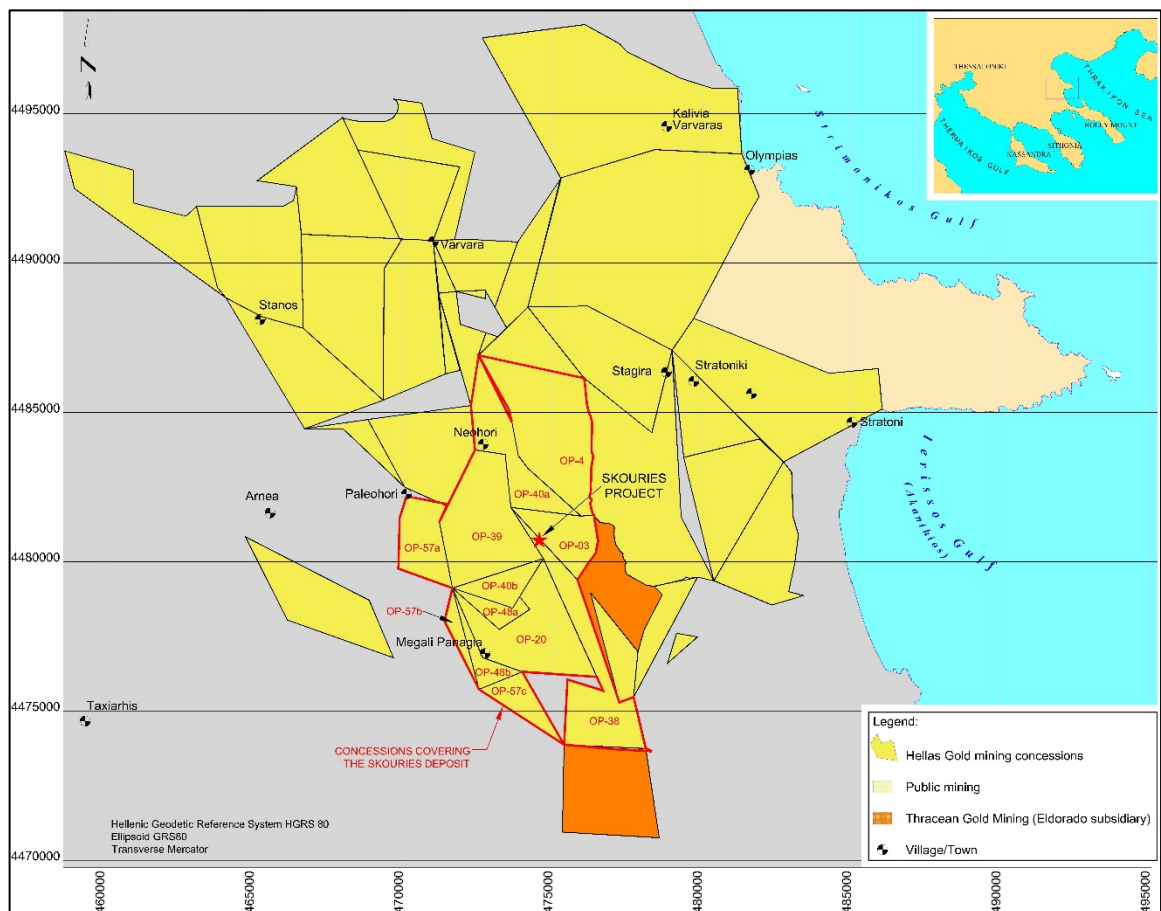 4495000
4490000
4485000
4480000
4475000
4470000
460000
465000
470000
475000
480000
485000
490000
495000
THESSALONIKI
THRAKIKON SEA
THERMAIKOS GULF
HOLLY MOUNT
SITHONIA
KASSANDRA
Kalivia
Varvaras
Olympias
Strimonikos Gulf
Varvara
Stanos
Stagira
Stratoniki
Stratoni
Neohori
Ierissos Gulf
(Akanthios)
OP-4
SKOURIES
PROJECT
Paleohori
Arnea
OP-40a
OP-39
OP-03
OP-57a
OP-40b
OP-48a
OP-57b
OP-20
Megali Panagia
OP-48b
OP-57c
OP-38
Taxiarhis
CONCESSIONS COVERING
THE SKOURIES DEPOSIT
Legend:
Hellas Gold mining concessions
Public mining
Thracean Gold Mining (Eldorado subsidiary)
Village/Town
Hellenic Geodetic Reference System HGRS 80
Ellipsoid GRS80
Transverse Mercator